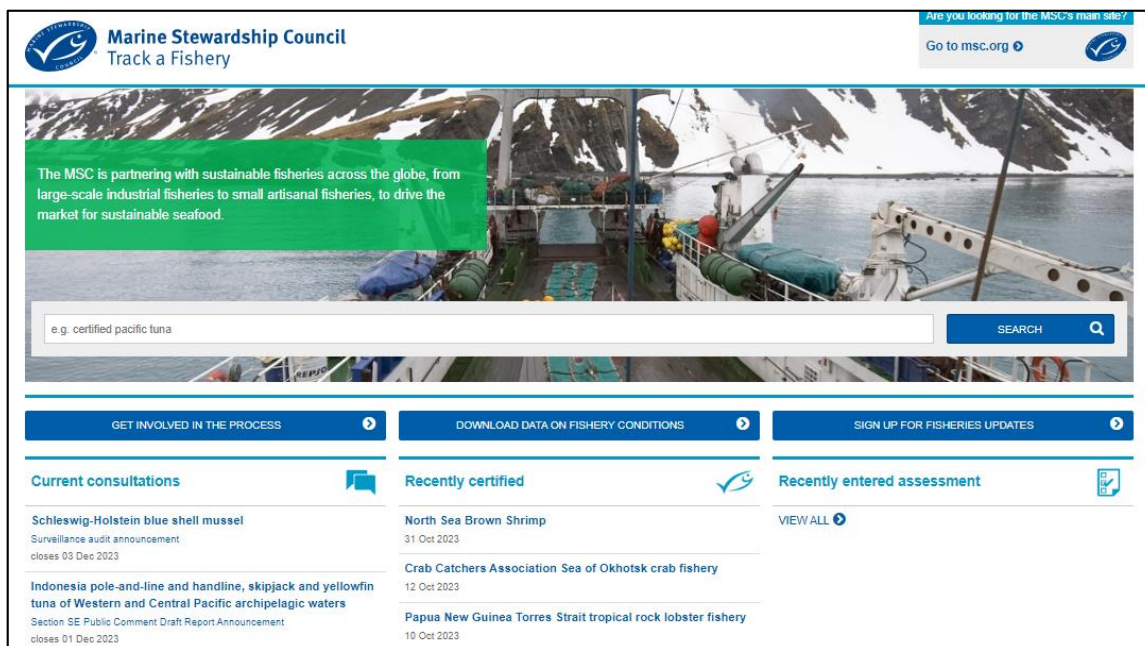 Marine Stewardship Council
Track a Fishery
Are you looking for the MSC's main site?
Go to msc.org
The MSC is partnering with sustainable fisheries across the globe, from
large-scale industrial fisheries to small artisanal fisheries, to drive the
market for sustainable seafood.
e.g. certified pacific tuna
SEARCH
GET INVOLVED IN THE PROCESS
DOWNLOAD DATA ON FISHERY CONDITIONS
SIGN UP FOR FISHERIES UPDATES
Current consultations
Schleswig-Holstein blue shell mussel
Surveillance audit announcement
closes 03 Dec 2023
Indonesia pole-and-line and handline, skipjack and yellowfin
tuna of Western and Central Pacific archipelagic waters
Section SE Public Comment Draft Report Announcement
closes 01 Dec 2023
Recently certified
North Sea Brown Shrimp
31 Oct 2023
Crab Catchers Association Sea of Okhotsk crab fishery
12 Oct 2023
Papua New Guinea Torres Strait tropical rock lobster fishery
10 Oct 2023
Recently entered assessment
VIEW ALL